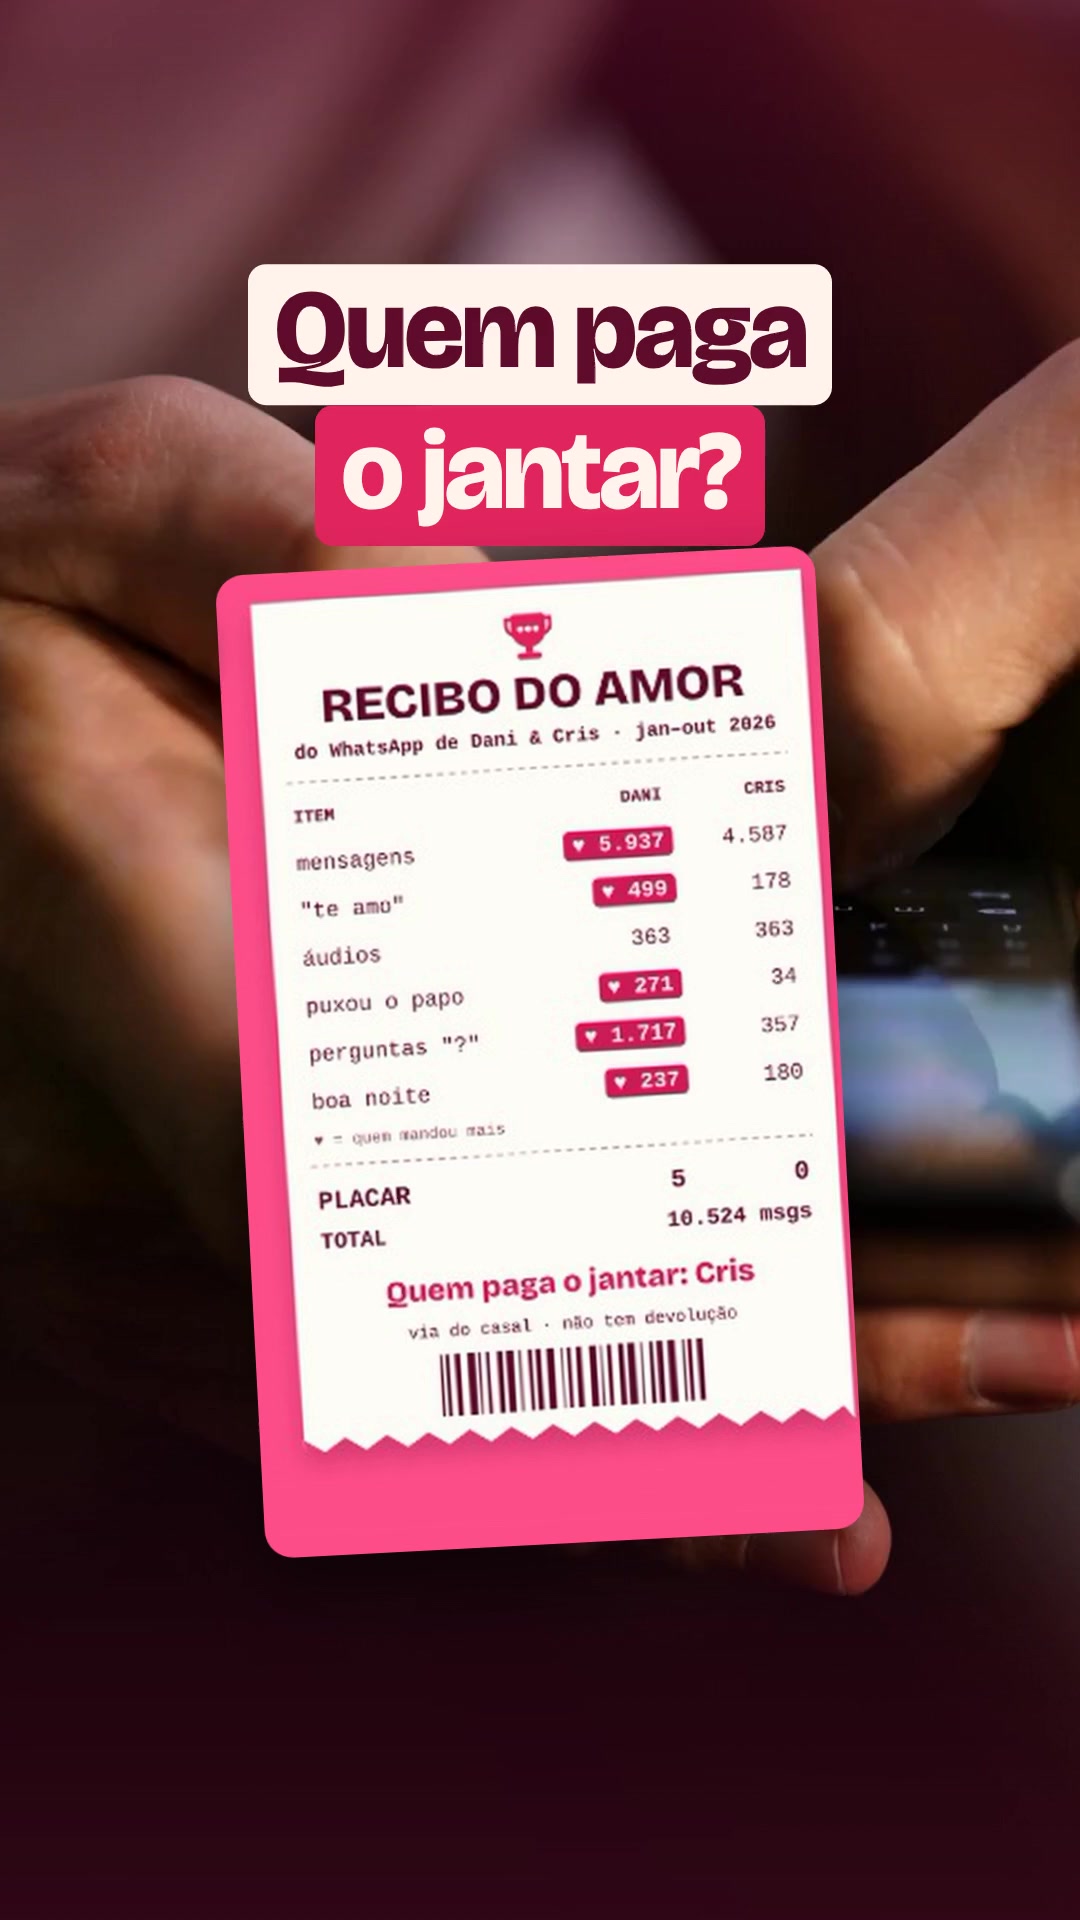 Quem paga
o jantar?
RECIBO DO AMOR
do WhatsApp de Dani & Cris · jan–out 2026
ITEM DANI CRIS
mensagens ♥ 5.937 4.587
"te amo" ♥ 499 178
áudios 363 363
puxou o papo ♥ 271 34
perguntas "?" ♥ 1.717 357
boa noite ♥ 237 180
♥ = quem mandou mais
PLACAR 5 0
TOTAL 10.524 msgs
Quem paga o jantar: Cris
via do casal · não tem devolução